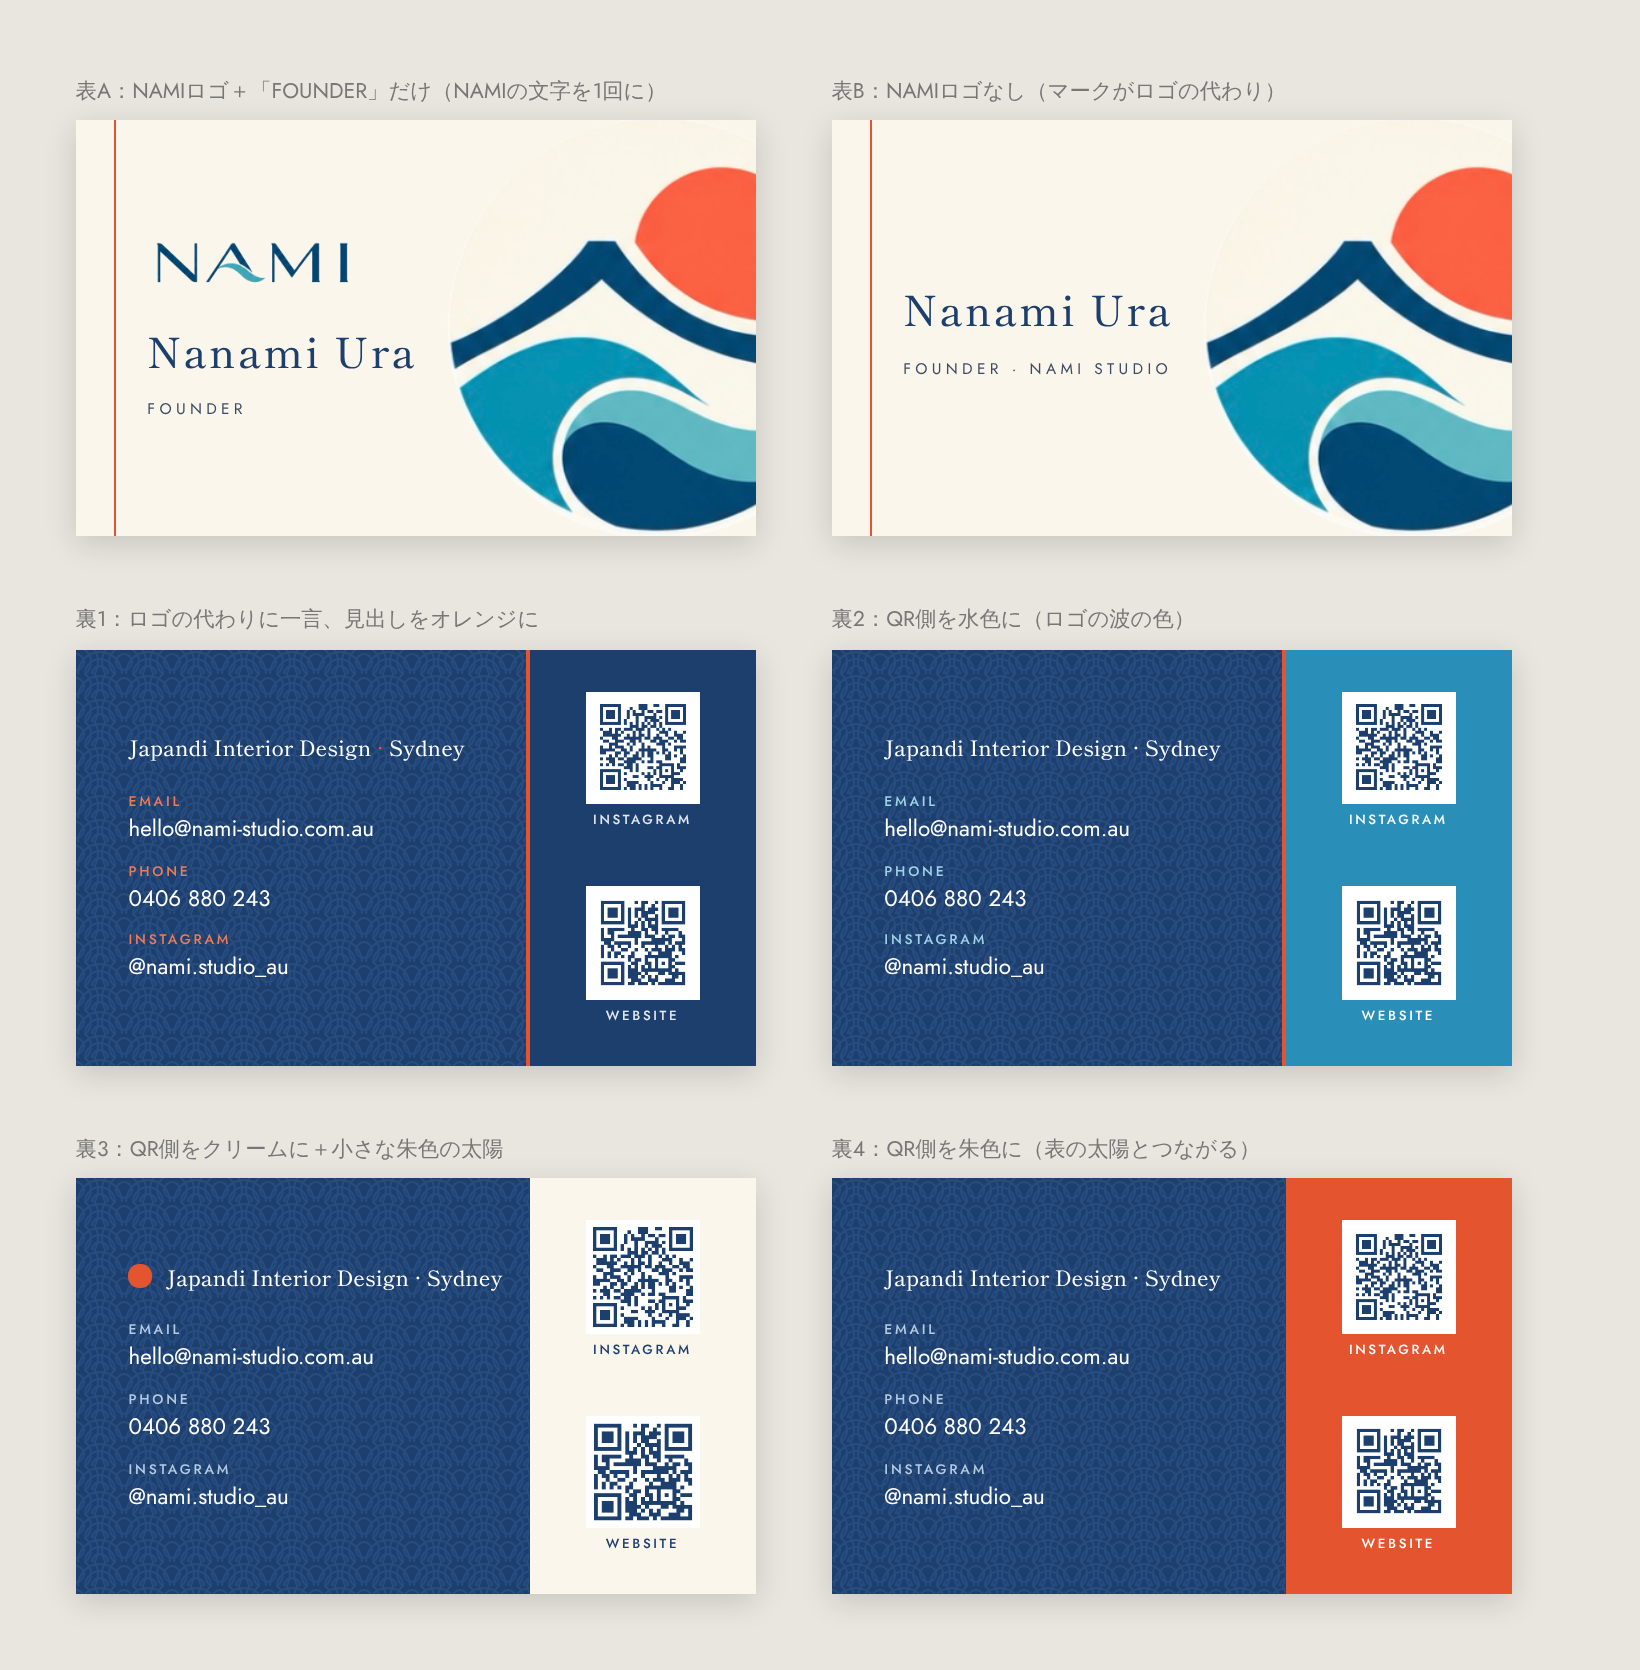 表A：NAMIロゴ＋「FOUNDER」だけ（NAMIの文字を1回に）
NAMI
Nanami Ura
FOUNDER
表B：NAMIロゴなし（マークがロゴの代わり）
Nanami Ura
FOUNDER · NAMI STUDIO
裏1：ロゴの代わりに一言、見出しをオレンジに
Japandi Interior Design · Sydney
EMAIL
hello@nami-studio.com.au
PHONE
0406 880 243
INSTAGRAM
@nami.studio_au
INSTAGRAM
WEBSITE
裏2：QR側を水色に（ロゴの波の色）
Japandi Interior Design · Sydney
EMAIL
hello@nami-studio.com.au
PHONE
0406 880 243
INSTAGRAM
@nami.studio_au
INSTAGRAM
WEBSITE
裏3：QR側をクリームに＋小さな朱色の太陽
Japandi Interior Design · Sydney
EMAIL
hello@nami-studio.com.au
PHONE
0406 880 243
INSTAGRAM
@nami.studio_au
INSTAGRAM
WEBSITE
裏4：QR側を朱色に（表の太陽とつながる）
Japandi Interior Design · Sydney
EMAIL
hello@nami-studio.com.au
PHONE
0406 880 243
INSTAGRAM
@nami.studio_au
INSTAGRAM
WEBSITE